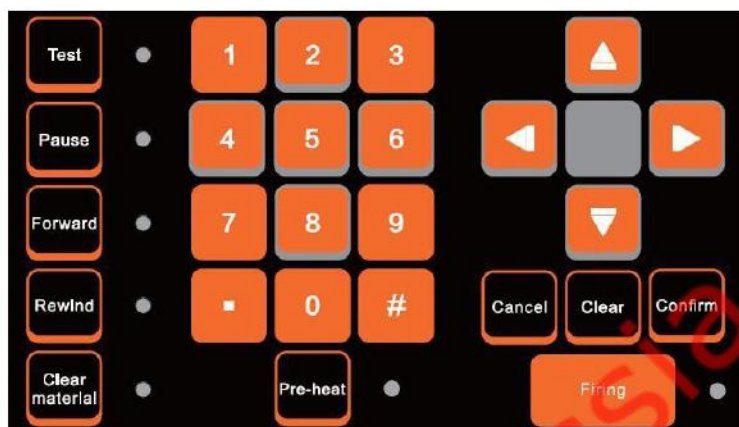 Test 1 2 3
Pause 4 5 6
Forward 7 8 9
Rewind . 0 #
Cancel Clear Confirm
Clear
material
Pre-heat
Firing
sia